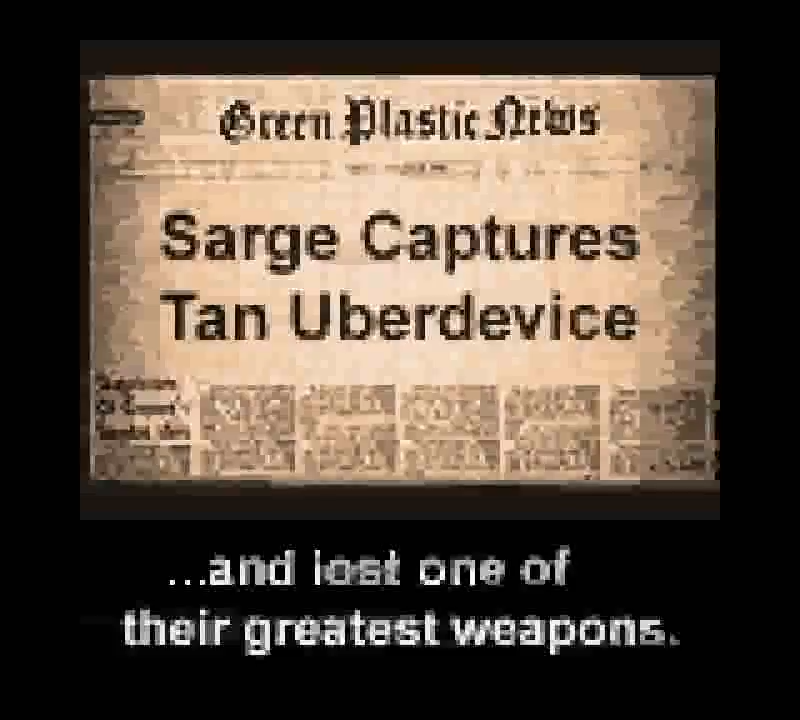 Green Plastic News
Sarge Captures
Tan Uberdevice
...and lost one of
their greatest weapons.